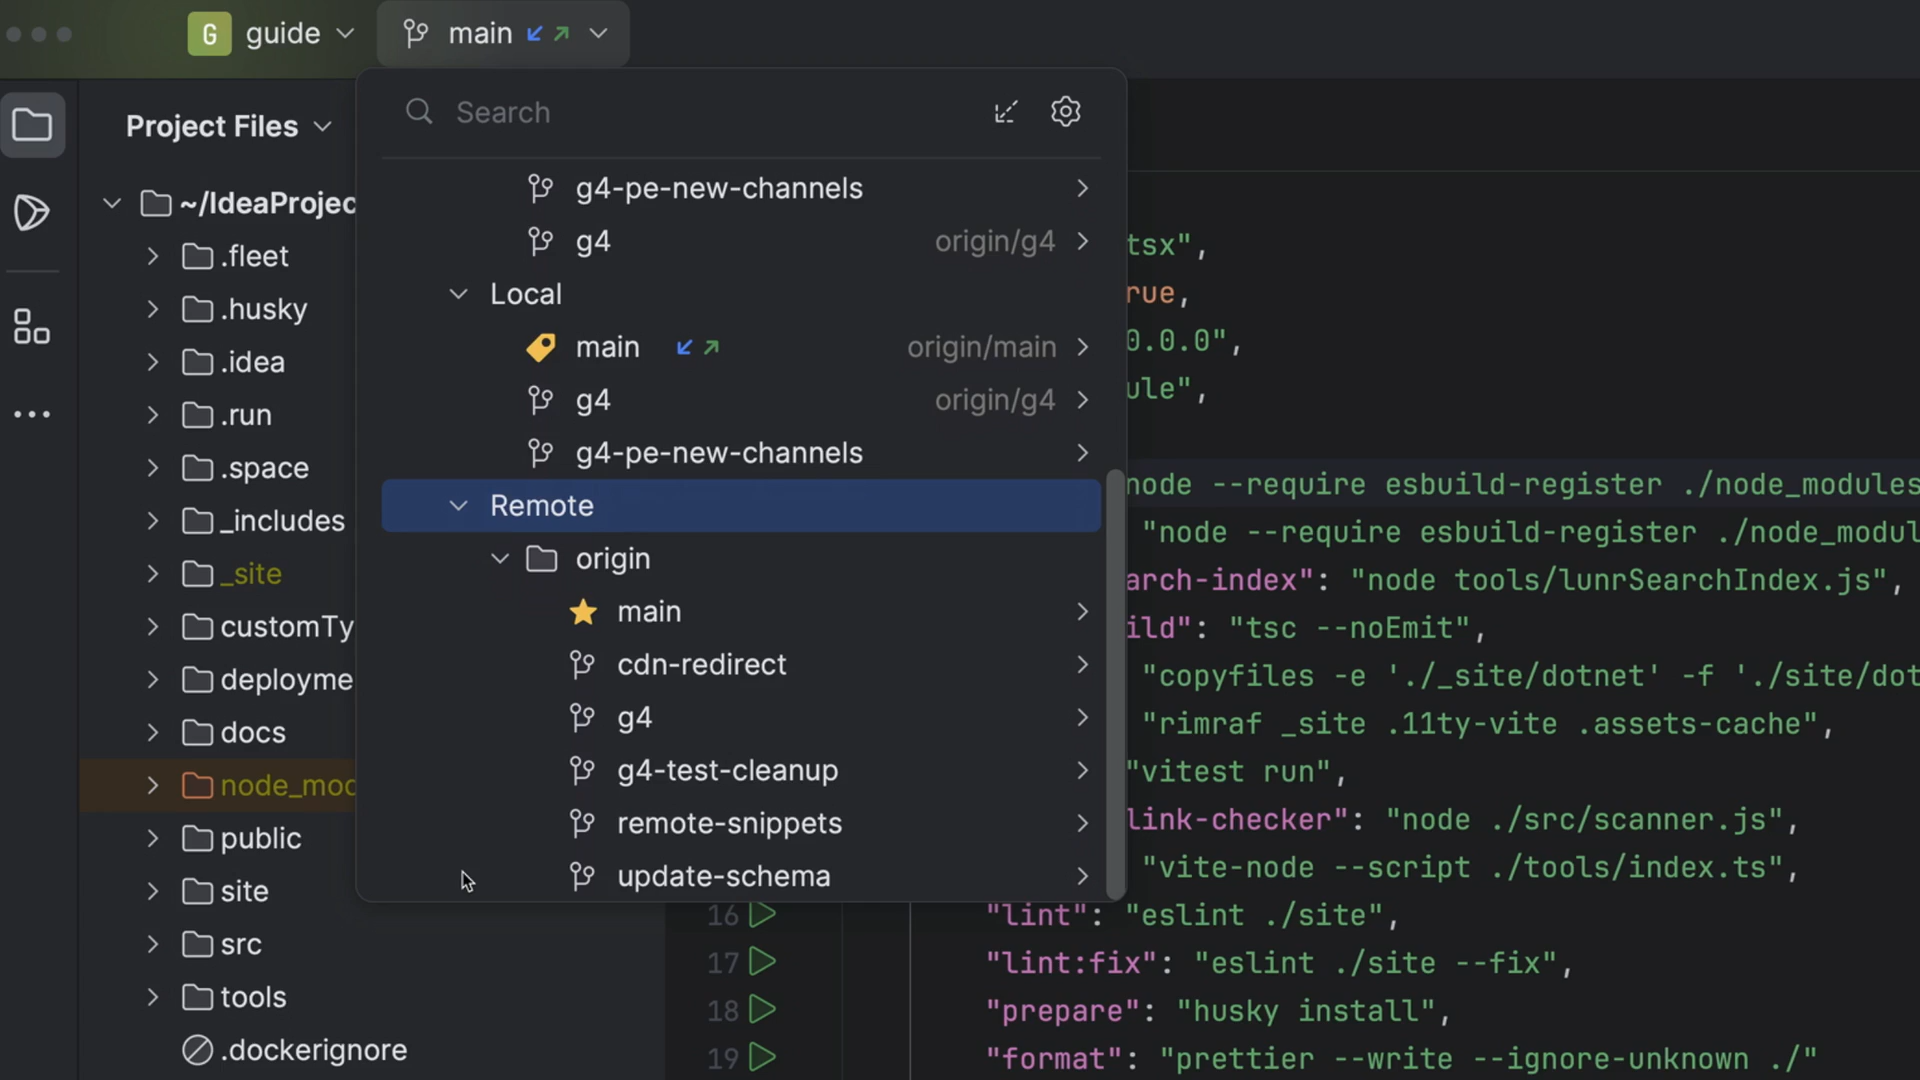 G guide main
Search
Project Files
~/IdeaProjec
.fleet
.husky
.idea
.run
.space
_includes
_site
customTy
deployme
docs
node_mod
public
site
src
tools
.dockerignore
g4-pe-new-channels
g4 origin/g4
Local
main origin/main
g4 origin/g4
g4-pe-new-channels
Remote
origin
main
cdn-redirect
g4
g4-test-cleanup
remote-snippets
update-schema
tsx",
rue,
0.0.0",
ule",
node --require esbuild-register ./node_modules
"node --require esbuild-register ./node_modul
arch-index": "node tools/lunrSearchIndex.js",
ild": "tsc --noEmit",
"copyfiles -e './_site/dotnet' -f './site/dot
"rimraf _site .11ty-vite .assets-cache",
"vitest run",
link-checker": "node ./src/scanner.js",
"vite-node --script ./tools/index.ts",
16 "lint": "eslint ./site",
17 "lint:fix": "eslint ./site --fix",
18 "prepare": "husky install",
19 "format": "prettier --write --ignore-unknown ./"